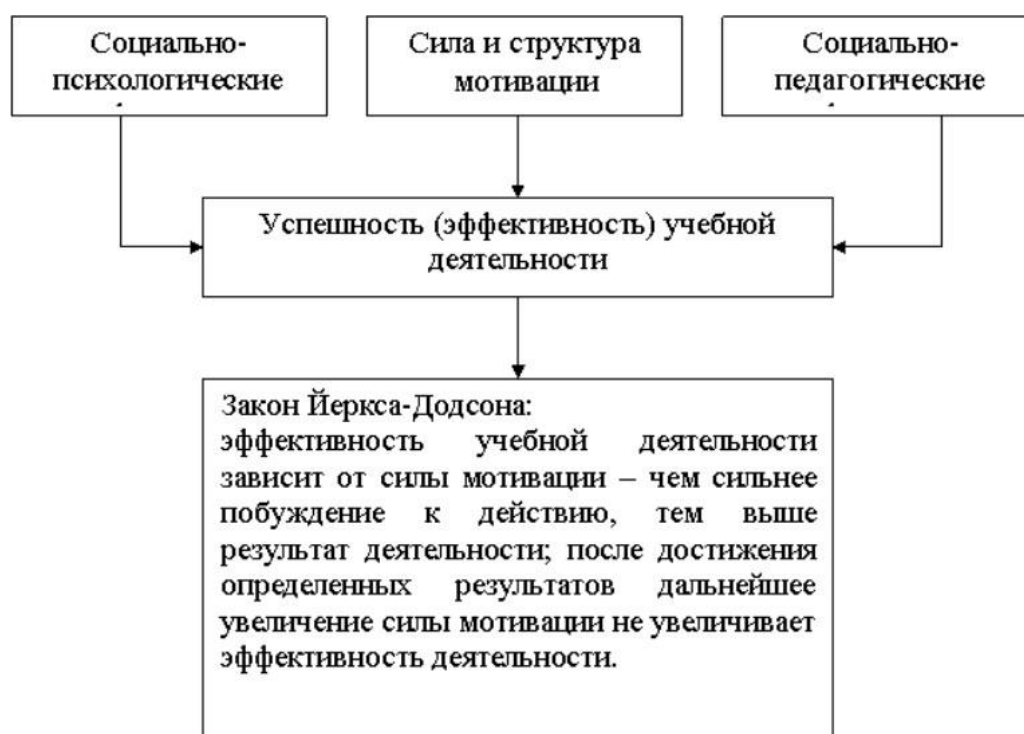 Социально-
психологические
Сила и структура
мотивации
Социально-
педагогические
Успешность (эффективность) учебной
деятельности
Закон Йеркса-Додсона:
эффективность учебной деятельности
зависит от силы мотивации – чем сильнее
побуждение к действию, тем выше
результат деятельности; после достижения
определенных результатов дальнейшее
увеличение силы мотивации не увеличивает
эффективность деятельности.